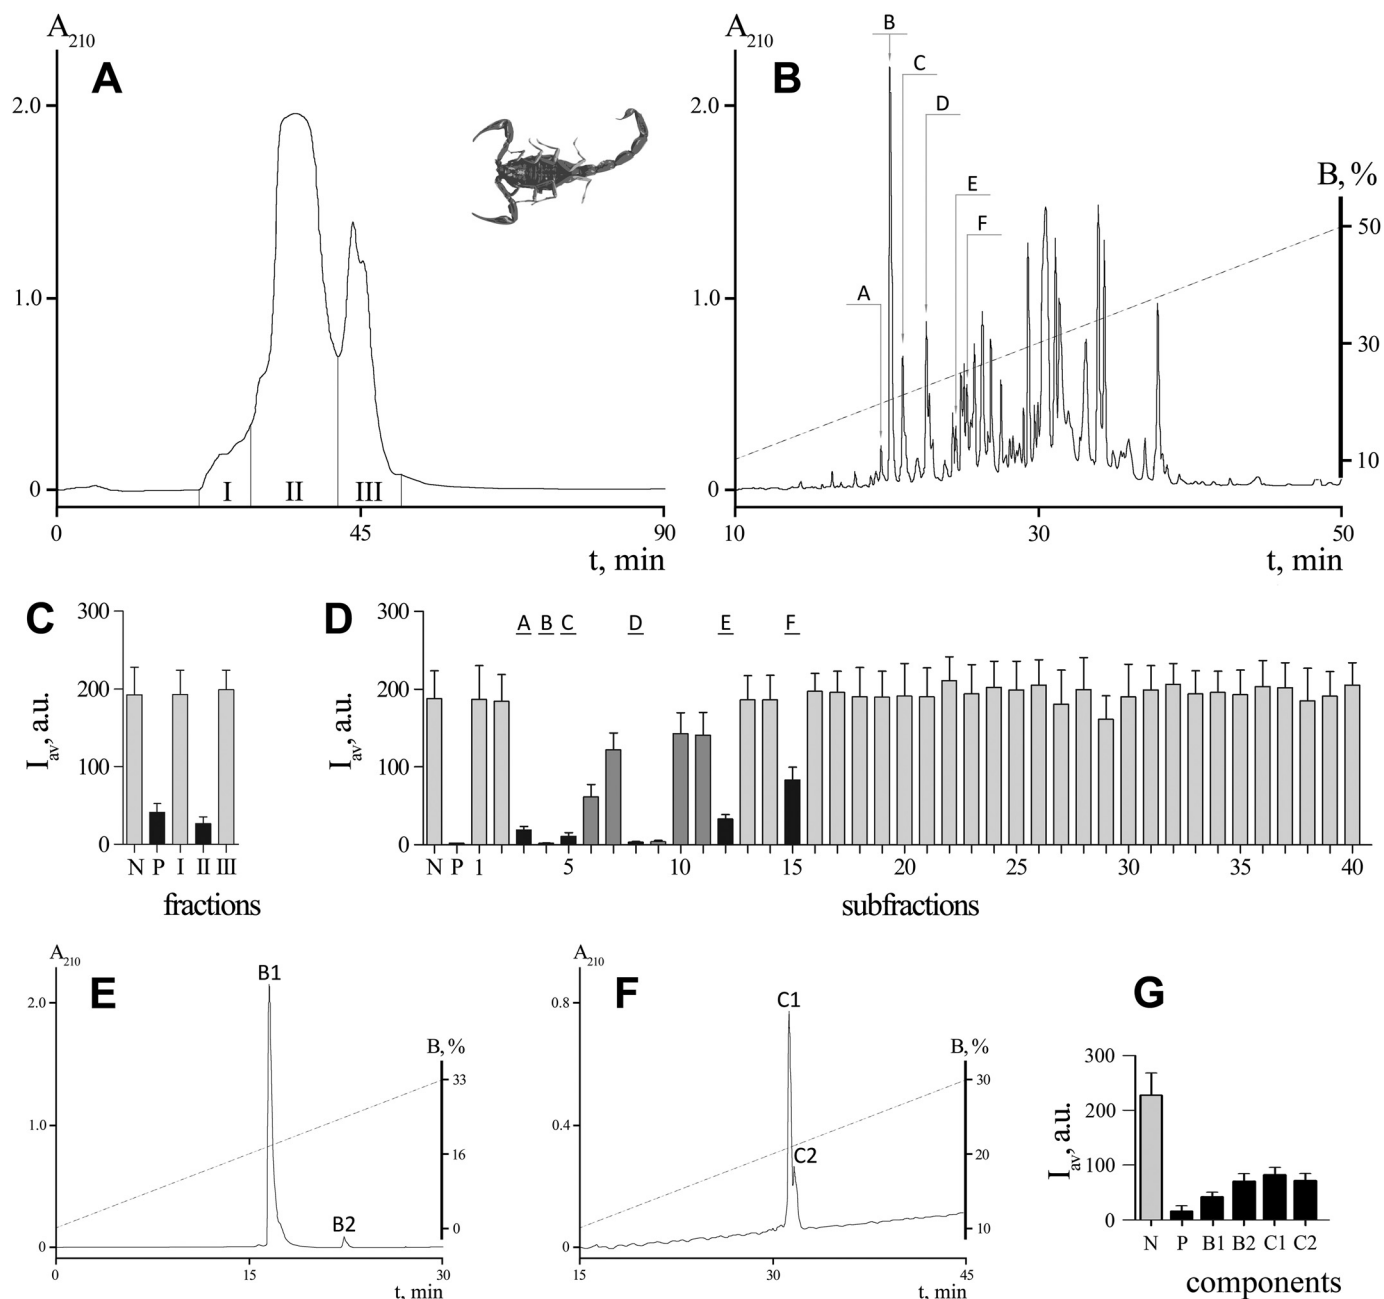 A210
A
2.0
1.0
0
I II III
0 45 90
t, min
A210
B
B
C
D
E
F
A
2.0
1.0
0
B, %
50
30
10
10 30 50
t, min
C
300
200
100
0
Iav, a.u.
N P I II III
fractions
D
300
200
100
0
Iav, a.u.
A B C D E F
N P 1 5 10 15 20 25 30 35 40
subfractions
A210
E
B1
B2
2.0
1.0
0
B, %
33
16
0
0 15 30
t, min
A210
F
C1
C2
0.8
0.4
0
B, %
30
20
10
15 30 45
t, min
G
300
200
100
0
Iav, a.u.
N P B1 B2 C1 C2
components